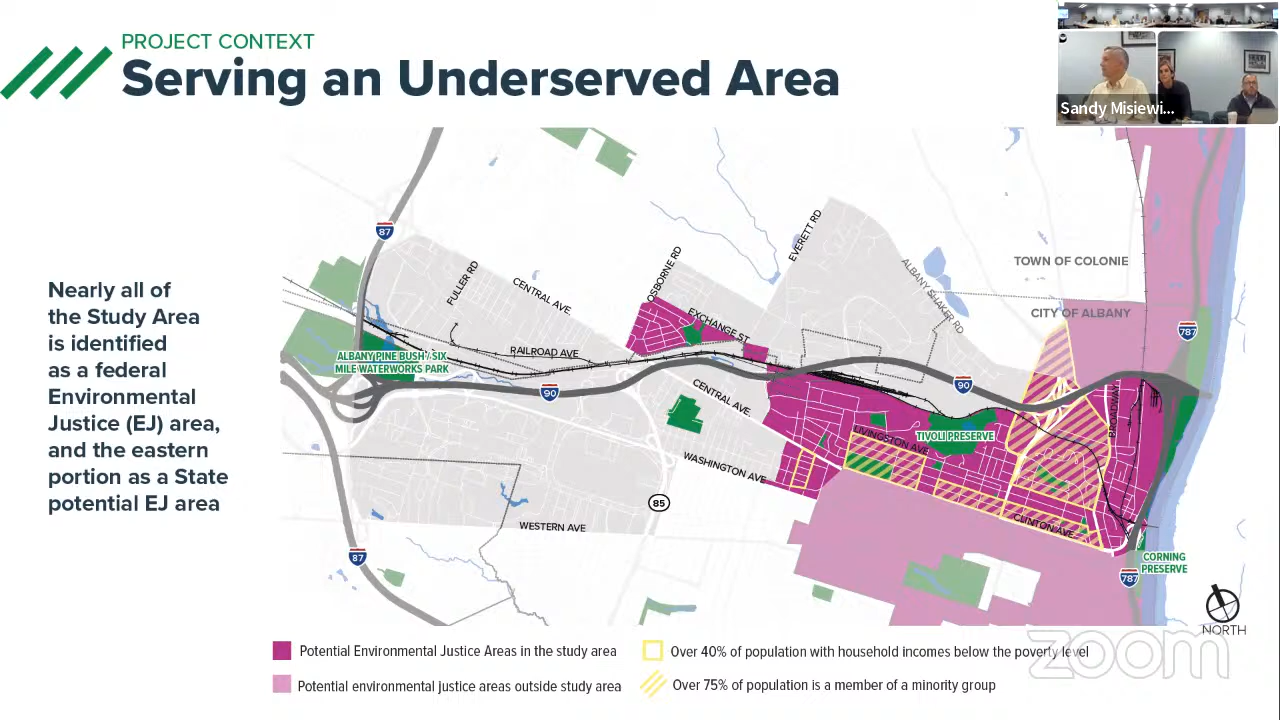 PROJECT CONTEXT
Serving an Underserved Area
Sandy Misiewi...
Nearly all of
the Study Area
is identified
as a federal
Environmental
Justice (EJ) area,
and the eastern
portion as a State
potential EJ area
87
FULLER RD
CENTRAL AVE
OSBORNE RD
EXCHANGE ST
EVERETT RD
ALBANY SHAKER RD
TOWN OF COLONIE
CITY OF ALBANY
787
RAILROAD AVE
ALBANY PINE BUSH / SIX
MILE WATERWORKS PARK
90
90
CENTRAL AVE
BROADWAY
LIVINGSTON AVE
TIVOLI PRESERVE
WASHINGTON AVE
85
WESTERN AVE
CLINTON AVE
87
CORNING
PRESERVE
787
NORTH
Potential Environmental Justice Areas in the study area
Over 40% of population with household incomes below the poverty level
Potential environmental justice areas outside study area
Over 75% of population is a member of a minority group
zoom